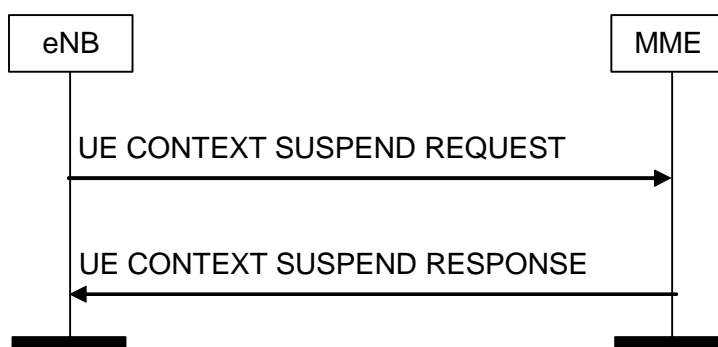 eNB
MME
UE CONTEXT SUSPEND REQUEST
UE CONTEXT SUSPEND RESPONSE